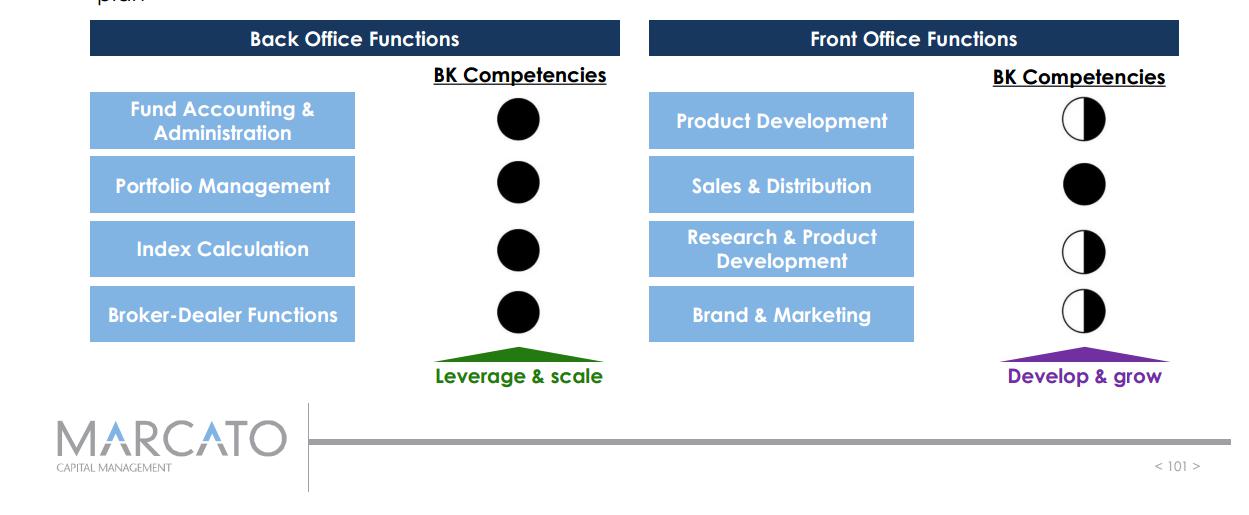 plan
Back Office Functions
BK Competencies
Fund Accounting &
Administration
Portfolio Management
Index Calculation
Broker-Dealer Functions
Leverage & scale
Front Office Functions
BK Competencies
Product Development
Sales & Distribution
Research & Product
Development
Brand & Marketing
Develop & grow
MARCATO
CAPITAL MANAGEMENT
< 101 >